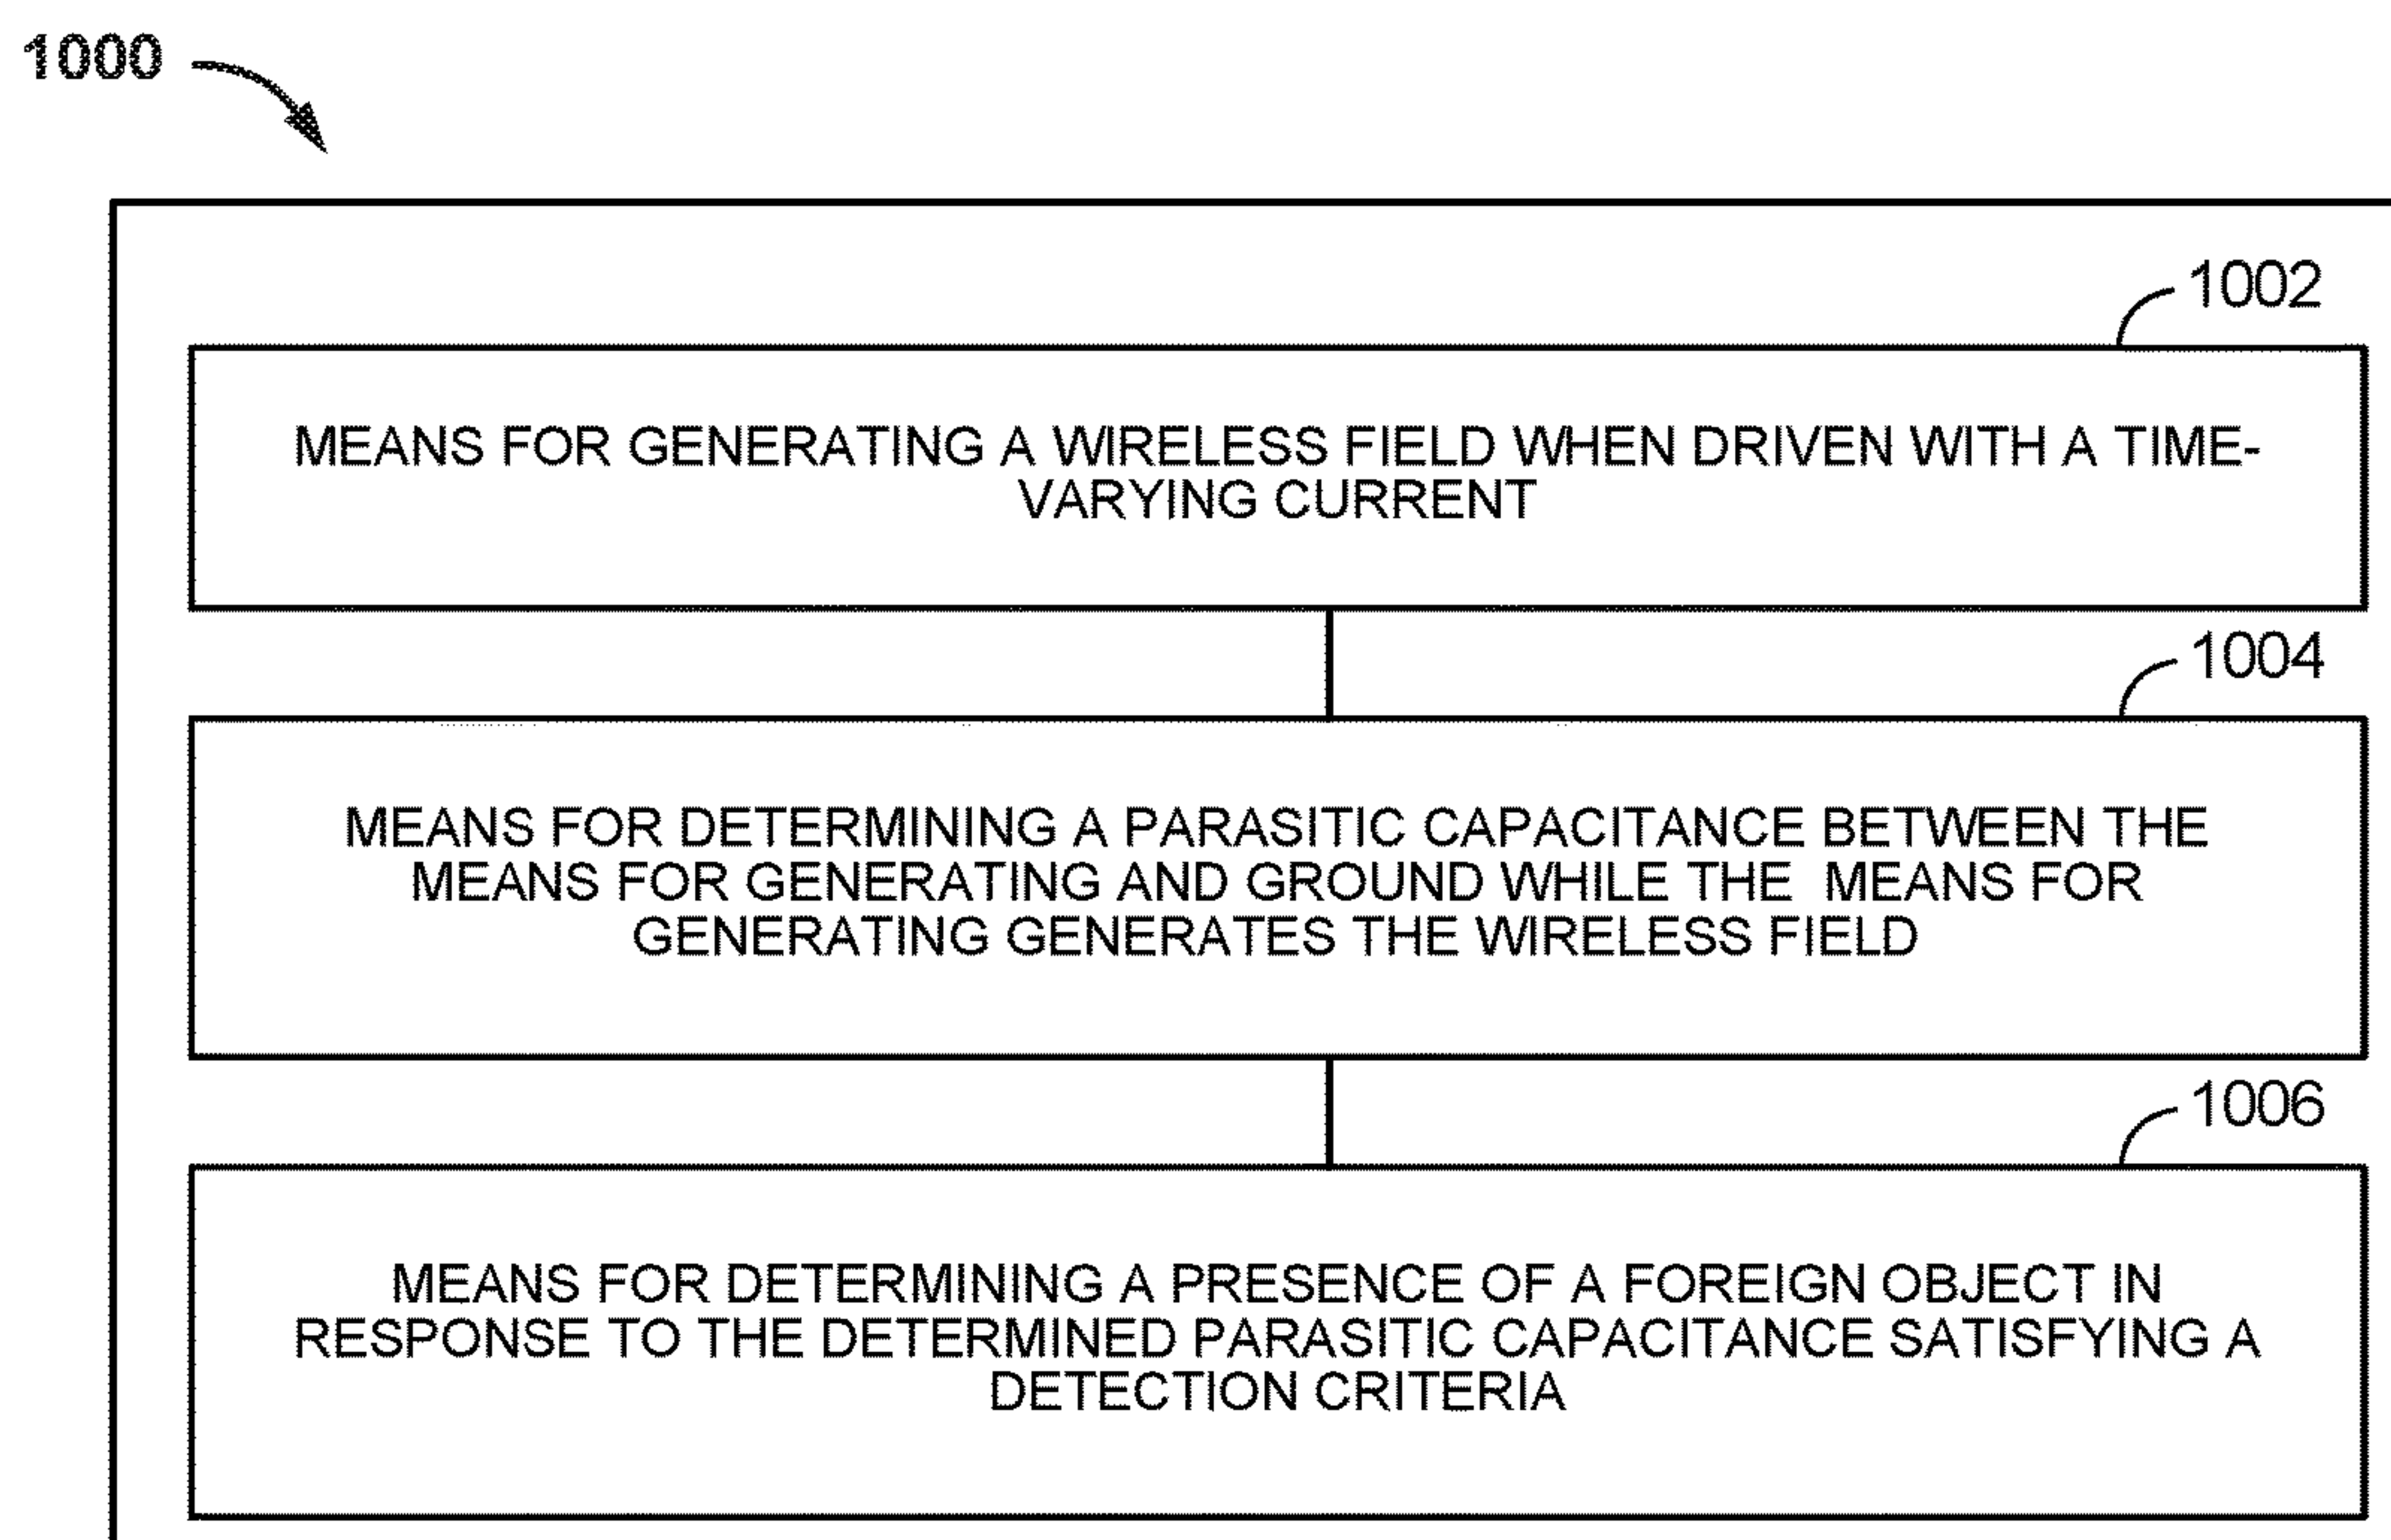 1000
1002
MEANS FOR GENERATING A WIRELESS FIELD WHEN DRIVEN WITH A TIME-
VARYING CURRENT
1004
MEANS FOR DETERMINING A PARASITIC CAPACITANCE BETWEEN THE
MEANS FOR GENERATING AND GROUND WHILE THE MEANS FOR
GENERATING GENERATES THE WIRELESS FIELD
1006
MEANS FOR DETERMINING A PRESENCE OF A FOREIGN OBJECT IN
RESPONSE TO THE DETERMINED PARASITIC CAPACITANCE SATISFYING A
DETECTION CRITERIA